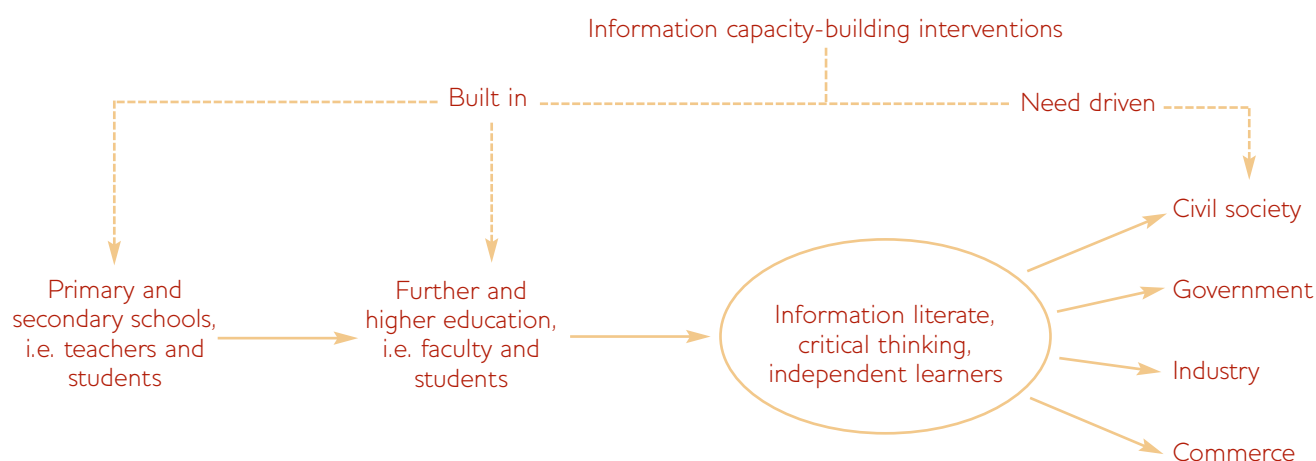 Information capacity-building interventions
Built in
Need driven
Civil society
Primary and
secondary schools,
i.e. teachers and
students
Further and
higher education,
i.e. faculty and
students
Information literate,
critical thinking,
independent learners
Government
Industry
Commerce